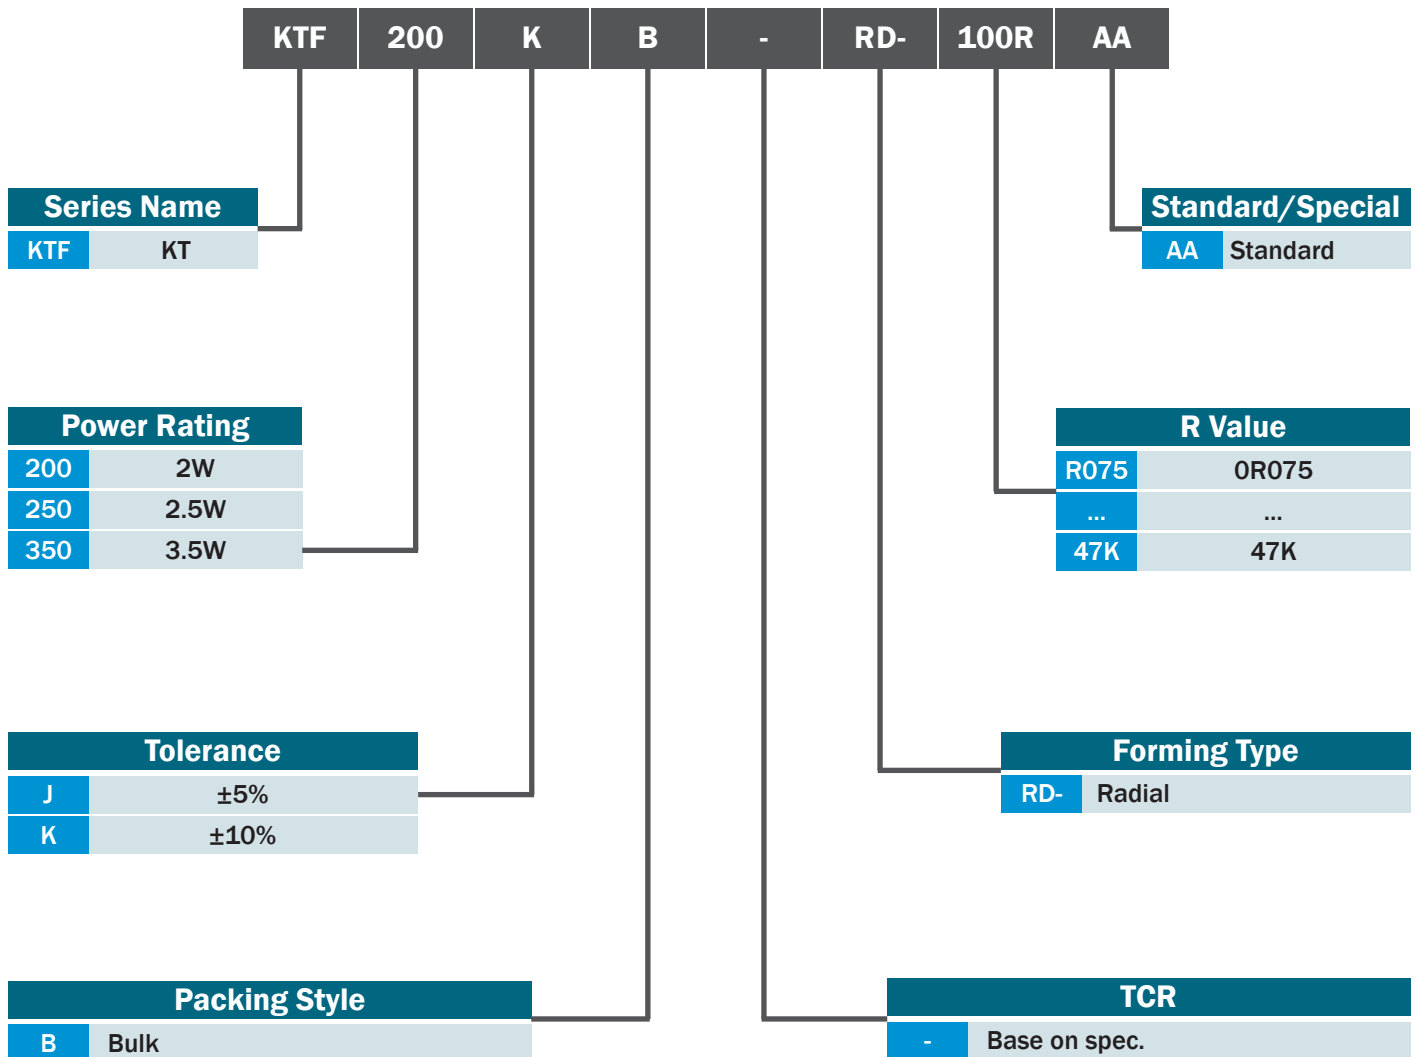 KTF 200 K B - RD- 100R AA
Series Name
KTF KT
Standard/Special
AA Standard
Power Rating
200 2W
250 2.5W
350 3.5W
R Value
R075 0R075
... ...
47K 47K
Tolerance
J ±5%
K ±10%
Forming Type
RD- Radial
Packing Style
B Bulk
TCR
- Base on spec.